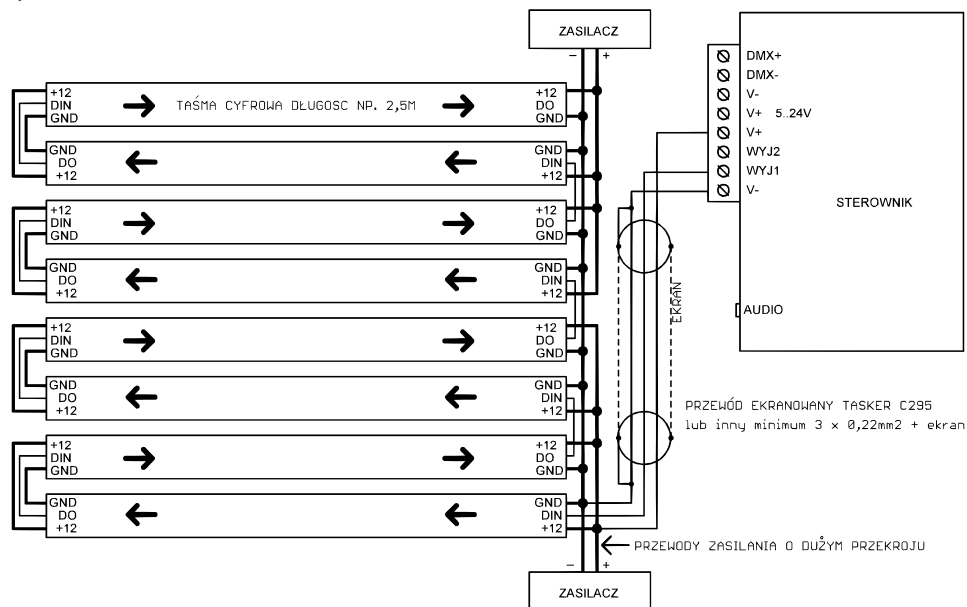 ZASILACZ
– +
STEROWNIK
DMX+
DMX-
V-
V+ 5..24V
V+
WYJ2
WYJ1
V-
AUDIO
+12
DIN
GND
TAŚMA CYFROWA DŁUGOSC NP. 2,5M
+12
DO
GND
GND
DO
+12
GND
DIN
+12
+12
DIN
GND
+12
DO
GND
GND
DO
+12
GND
DIN
+12
+12
DIN
GND
+12
DO
GND
GND
DO
+12
GND
DIN
+12
+12
DIN
GND
+12
DO
GND
GND
DO
+12
GND
DIN
+12
EKRAN
PRZEWÓD EKRANOWANY TASKER C295
lub inny minimum 3 x 0,22mm2 + ekran
PRZEWODY ZASILANIA O DUŻYM PRZEKROJU
– +
ZASILACZ